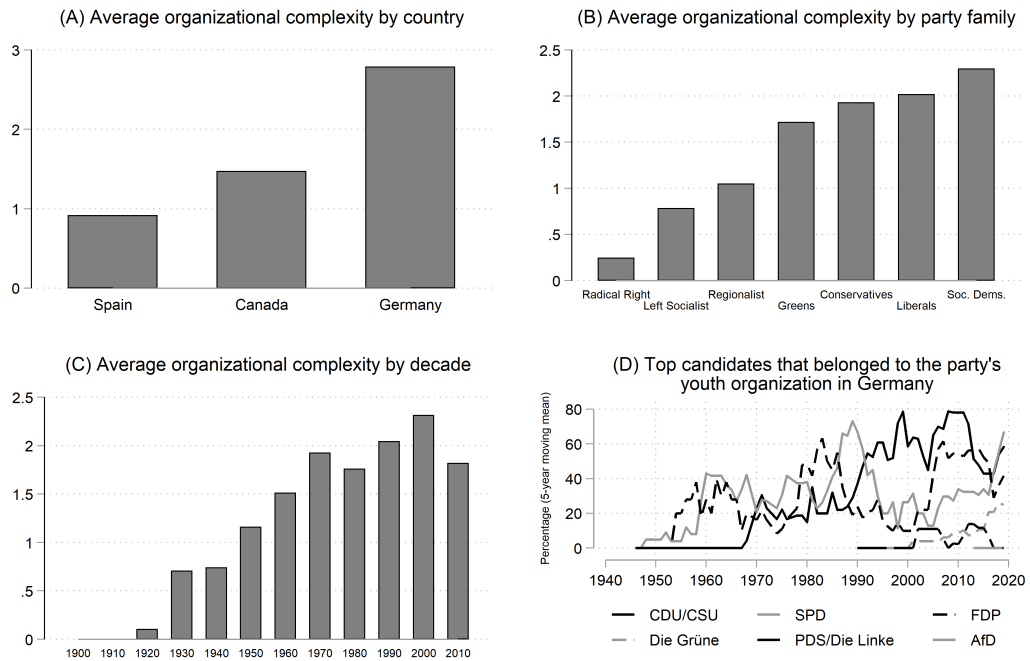 (A) Average organizational complexity by country
3
2
1
0
Spain Canada Germany
(B) Average organizational complexity by party family
2.5
2
1.5
1
.5
0
Radical Right Regionalist Conservatives Soc. Dems.
Left Socialist Greens Liberals
(C) Average organizational complexity by decade
2.5
2
1.5
1
.5
0
1900 1910 1920 1930 1940 1950 1960 1970 1980 1990 2000 2010
(D) Top candidates that belonged to the party's
youth organization in Germany
Percentage (5-year moving mean)
80
60
40
20
0
1940 1950 1960 1970 1980 1990 2000 2010 2020
CDU/CSU SPD FDP
Die Grüne PDS/Die Linke AfD